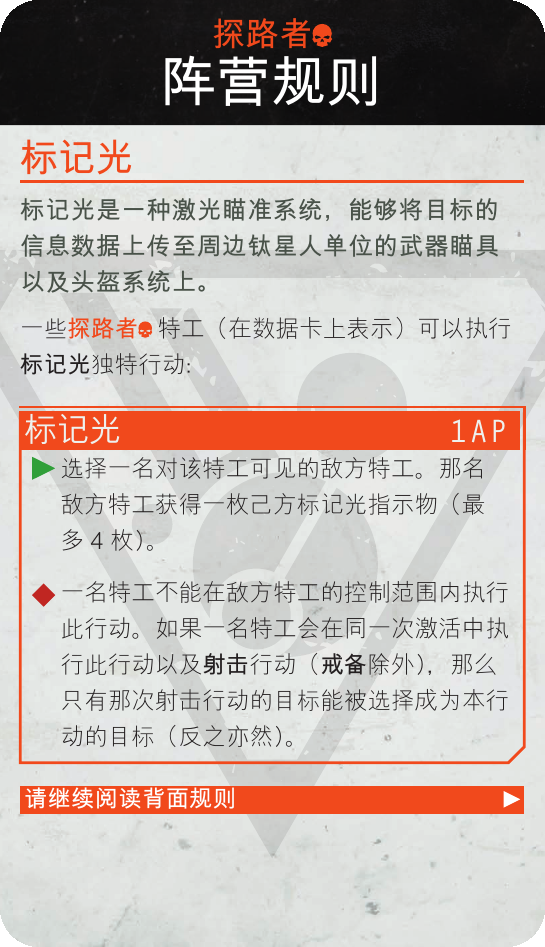 探路者
阵营规则
标记光
标记光是一种激光瞄准系统，能够将目标的
信息数据上传至周边钛星人单位的武器瞄具
以及头盔系统上。
一些探路者特工（在数据卡上表示）可以执行
标记光独特行动:
标记光 1AP
选择一名对该特工可见的敌方特工。那名
敌方特工获得一枚己方标记光指示物（最
多 4 枚）。
一名特工不能在敌方特工的控制范围内执行
此行动。如果一名特工会在同一次激活中执
行此行动以及射击行动（戒备除外），那么
只有那次射击行动的目标能被选择成为本行
动的目标（反之亦然）。
请继续阅读背面规则